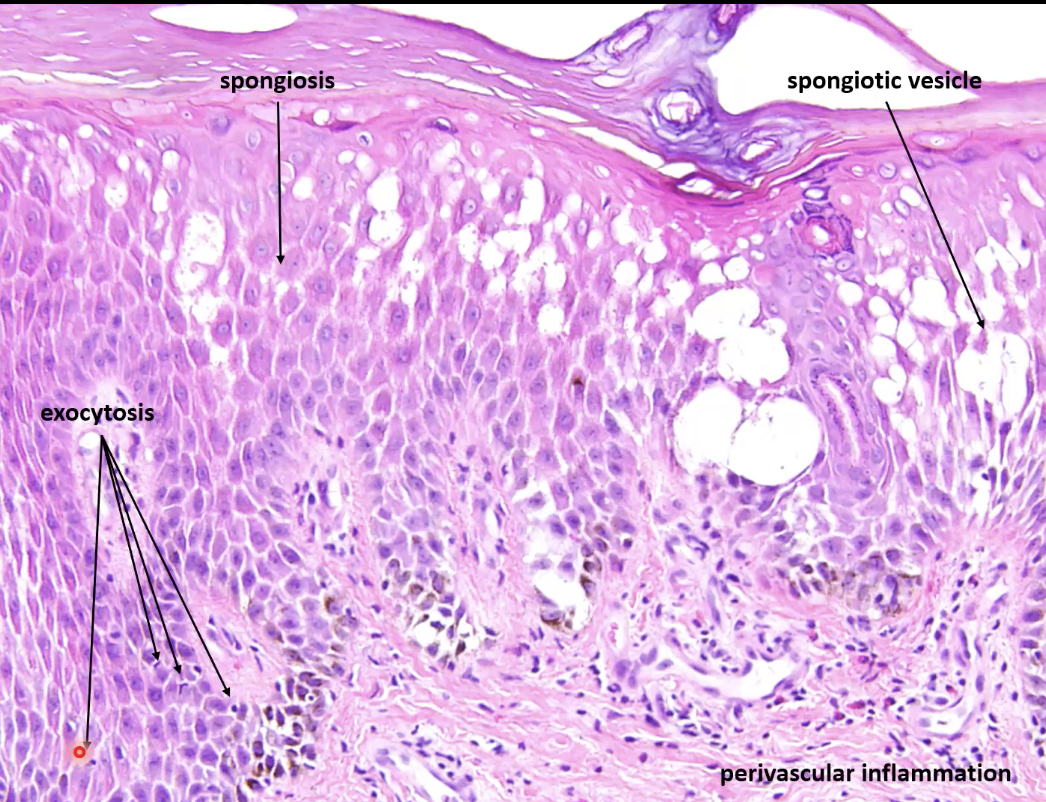 spongiosis
spongiotic vesicle
exocytosis
perivascular inflammation